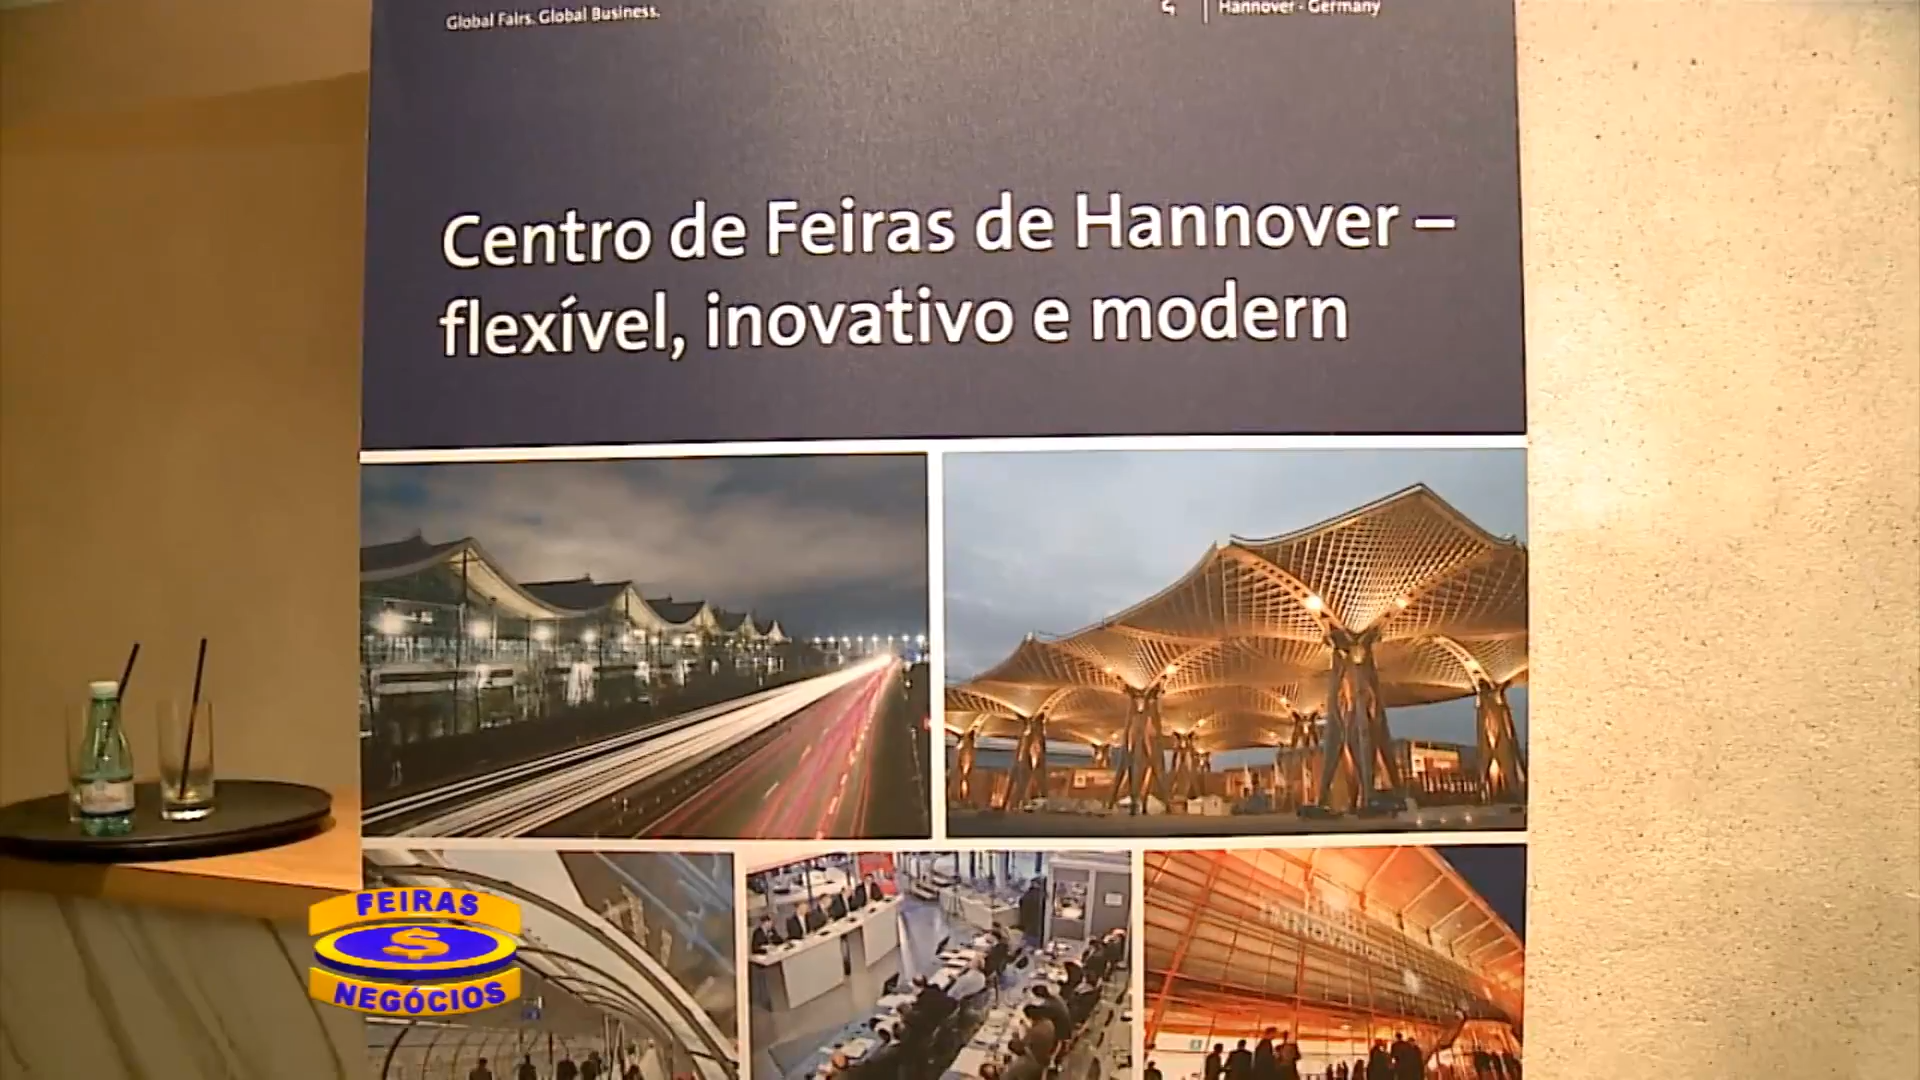 Global Fairs. Global Business.
Hannover - Germany
Centro de Feiras de Hannover –
flexível, inovativo e modern
FEIRAS
$
NEGÓCIOS